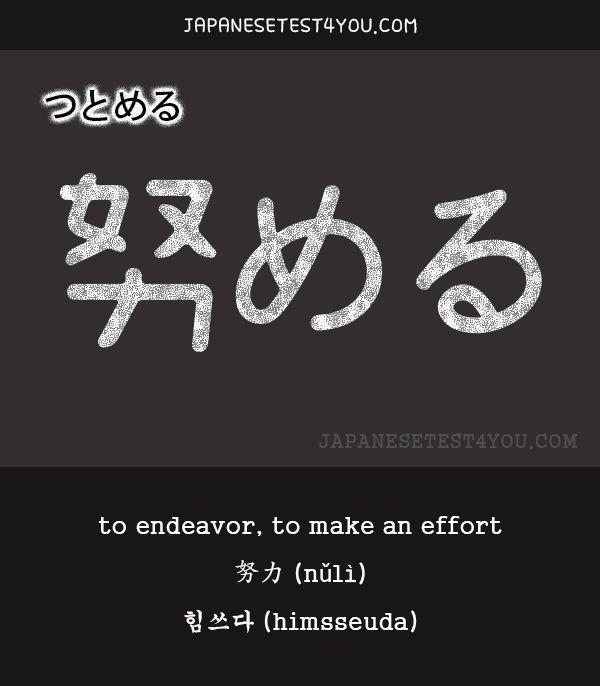 JAPANESETEST4YOU.COM
つとめる
努める
JAPANESETEST4YOU.COM
to endeavor, to make an effort
努力 (nǔlì)
힘쓰다 (himsseuda)